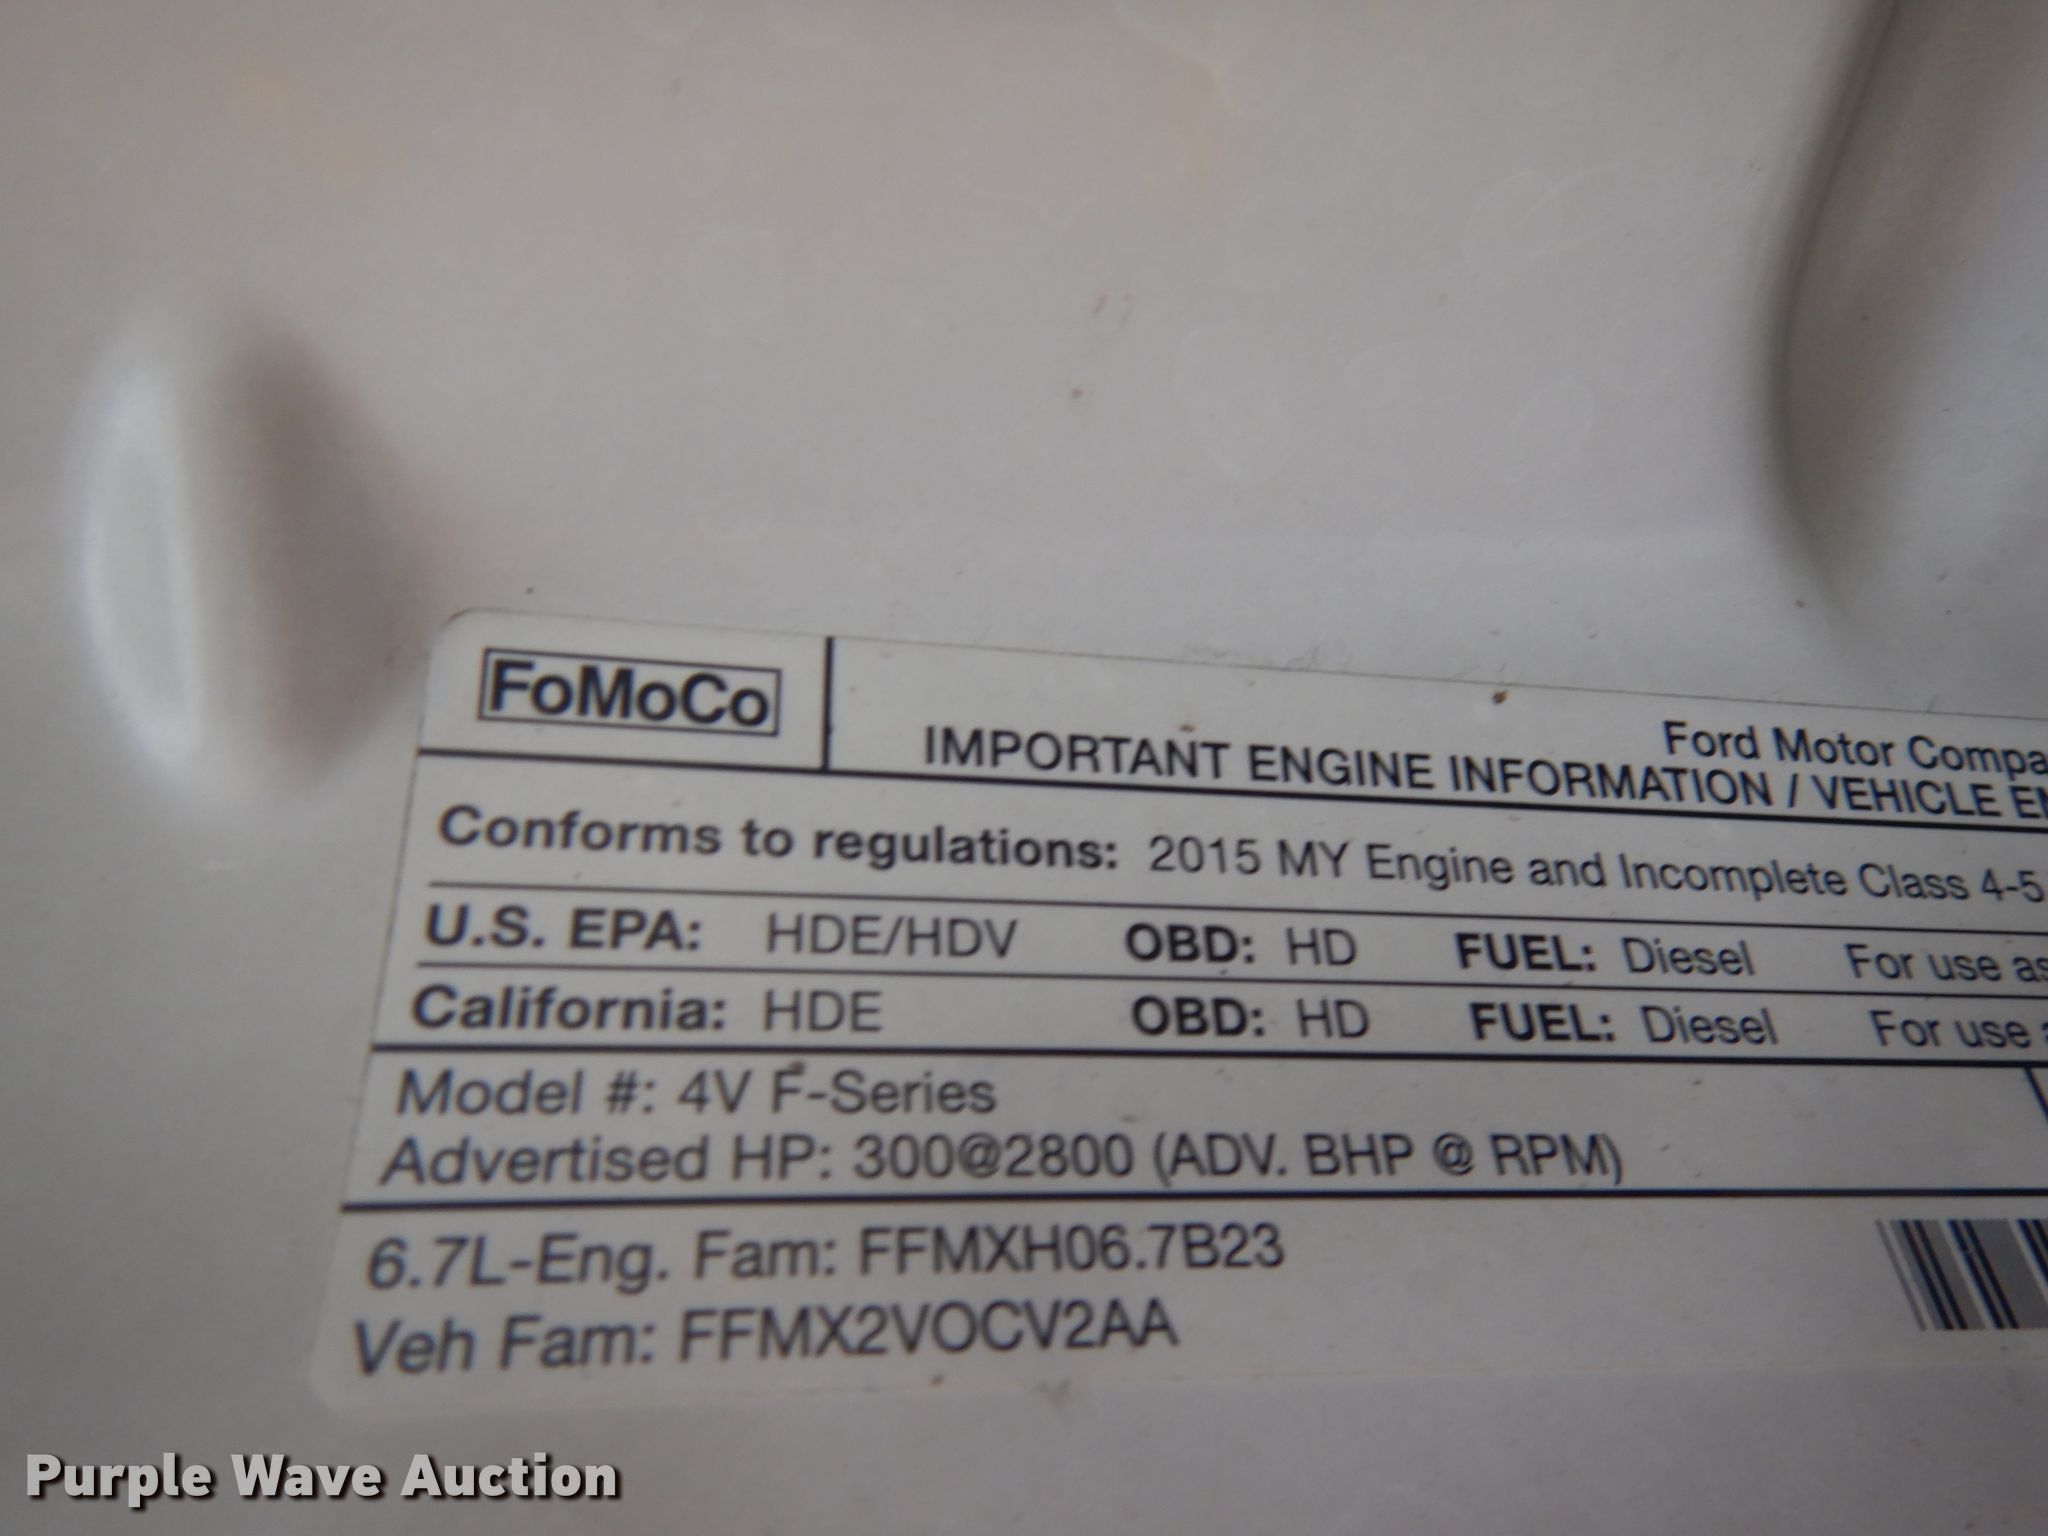 FoMoCo
Ford Motor Compa
IMPORTANT ENGINE INFORMATION / VEHICLE EM
Conforms to regulations: 2015 MY Engine and Incomplete Class 4-5
U.S. EPA: HDE/HDV OBD: HD FUEL: Diesel For use as
California: HDE OBD: HD FUEL: Diesel For use a
Model #: 4V F-Series
Advertised HP: 300@2800 (ADV. BHP @ RPM)
6.7L-Eng. Fam: FFMXH06.7B23
Veh Fam: FFMX2VOCV2AA
Purple Wave Auction